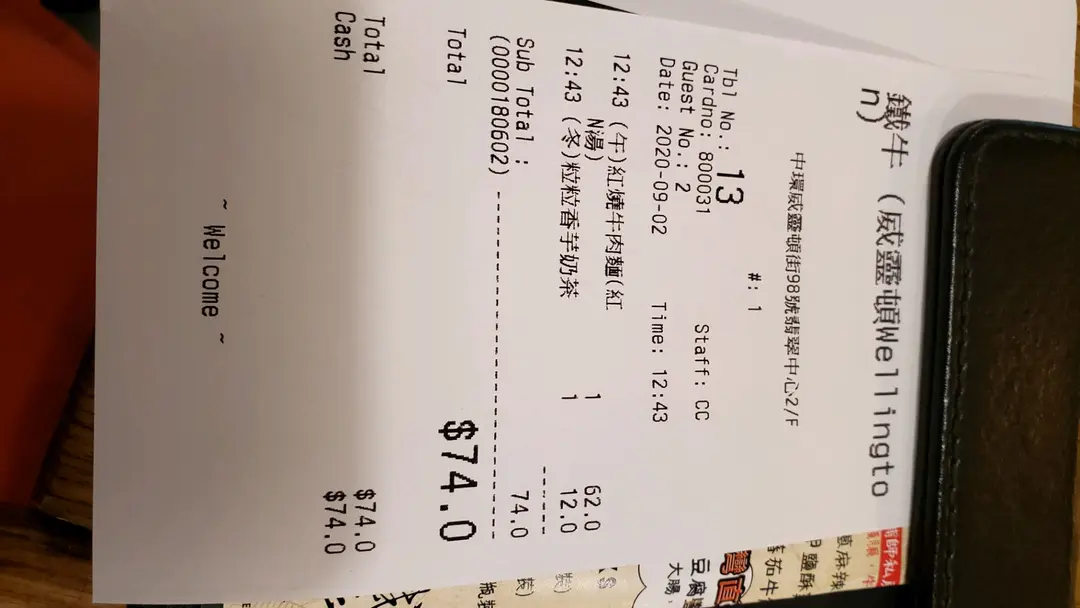 鐵牛 (威靈頓Wellingto
n)
中環威靈頓街98號翡翠中心2/F
#: 1
Tbl No.: 13
Cardno: 800031 Staff: CC
Guest No.: 2
Date: 2020-09-02 Time: 12:43
12:43 (午)紅燒牛肉麵(紅 1 62.0
N湯)
12:43 (冬)粒粒香芋奶茶 1 12.0
Sub Total : 74.0
(0000180602)
Total $74.0
Total $74.0
Cash $74.0
~ Welcome ~